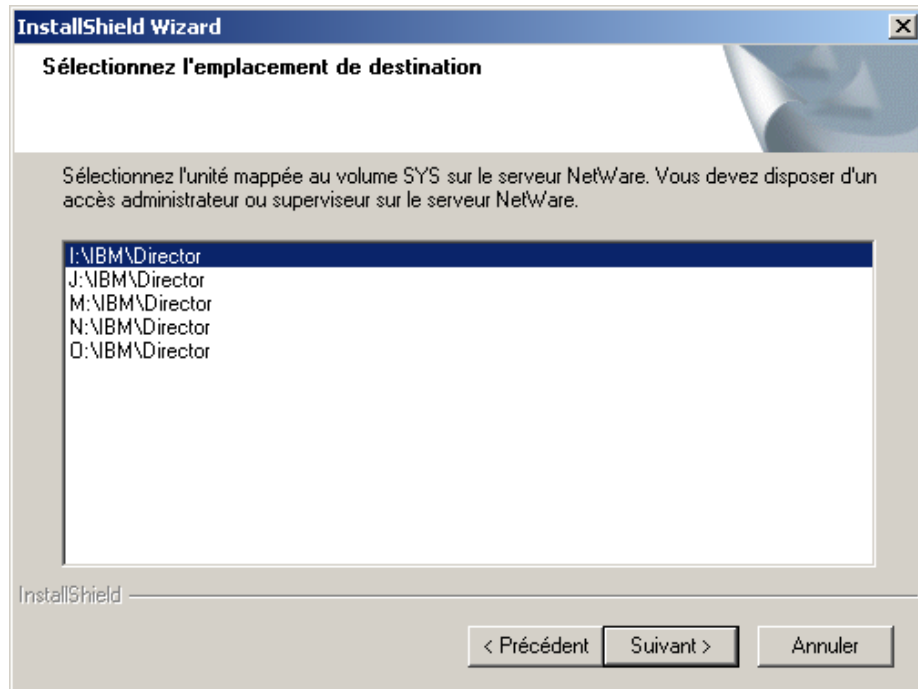 InstallShield Wizard
Sélectionnez l'emplacement de destination
Sélectionnez l'unité mappée au volume SYS sur le serveur NetWare. Vous devez disposer d'un
accès administrateur ou superviseur sur le serveur NetWare.
I:\IBM\Director
J:\IBM\Director
M:\IBM\Director
N:\IBM\Director
O:\IBM\Director
InstallShield
< Précédent Suivant > Annuler